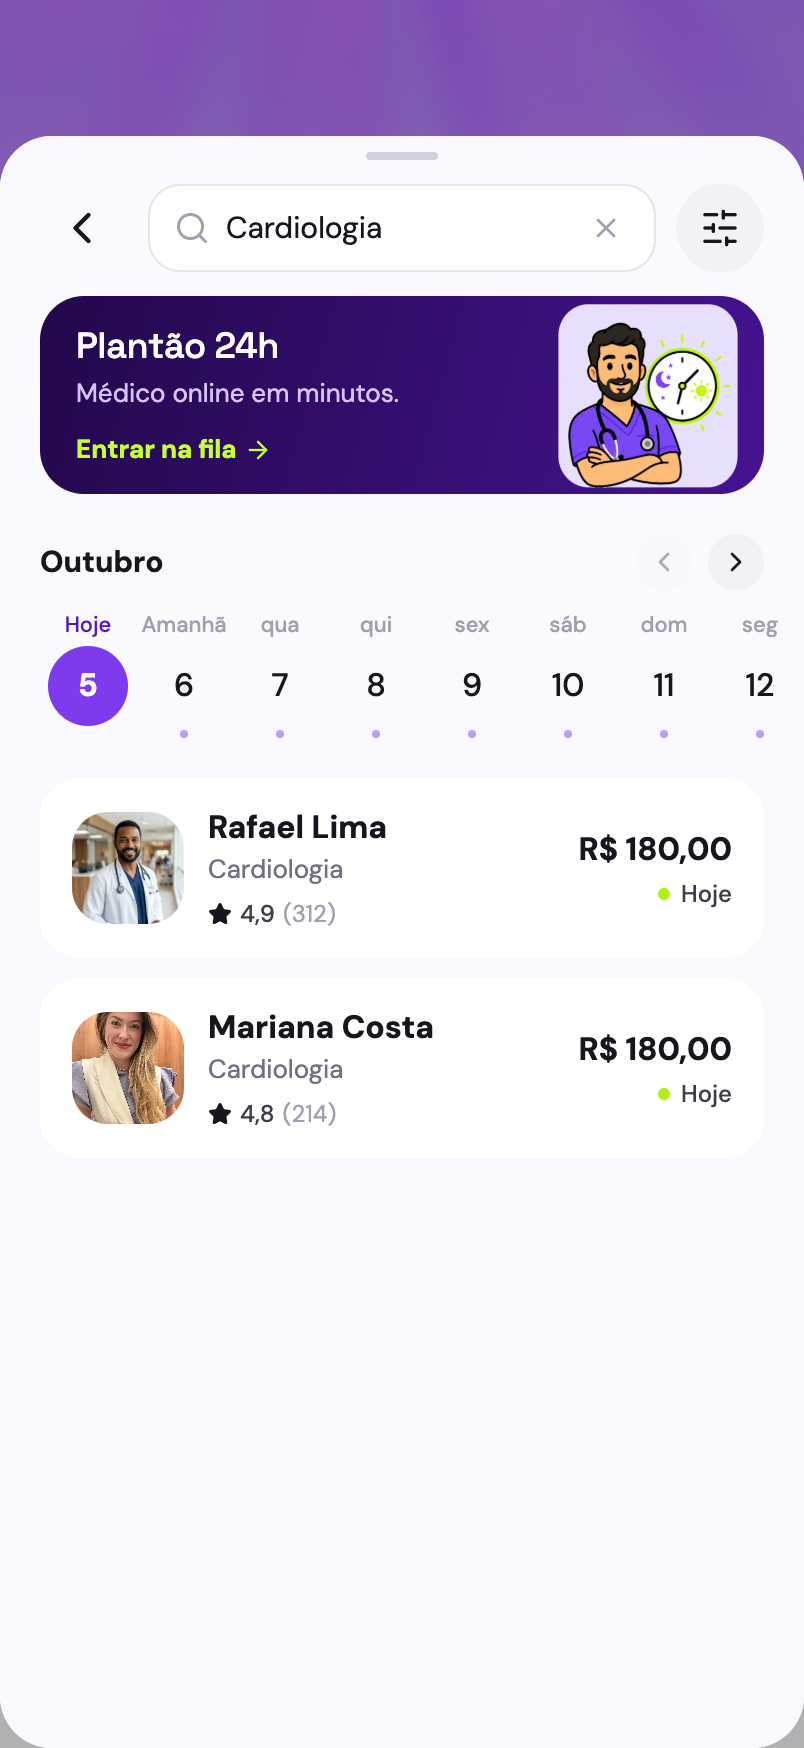 Cardiologia
Plantão 24h
Médico online em minutos.
Entrar na fila →
Outubro
Hoje Amanhã qua qui sex sáb dom seg
5 6 7 8 9 10 11 12
Rafael Lima
Cardiologia
4,9 (312)
R$ 180,00
Hoje
Mariana Costa
Cardiologia
4,8 (214)
R$ 180,00
Hoje